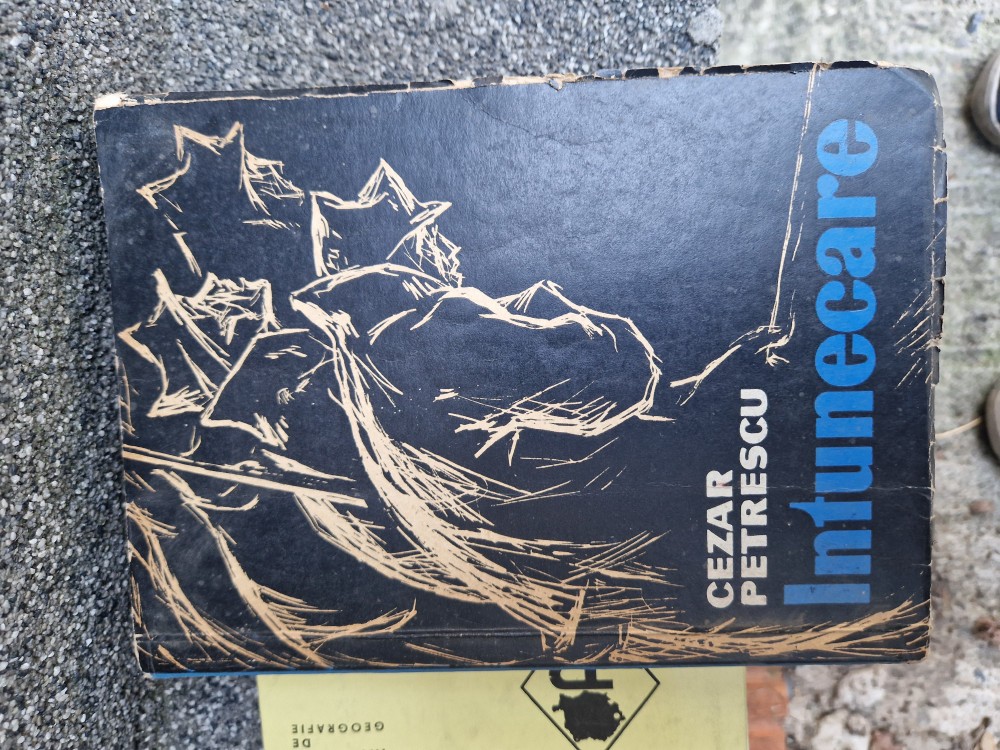 CEZAR
PETRESCU
Intunecare
DE
GEOGRAFIE